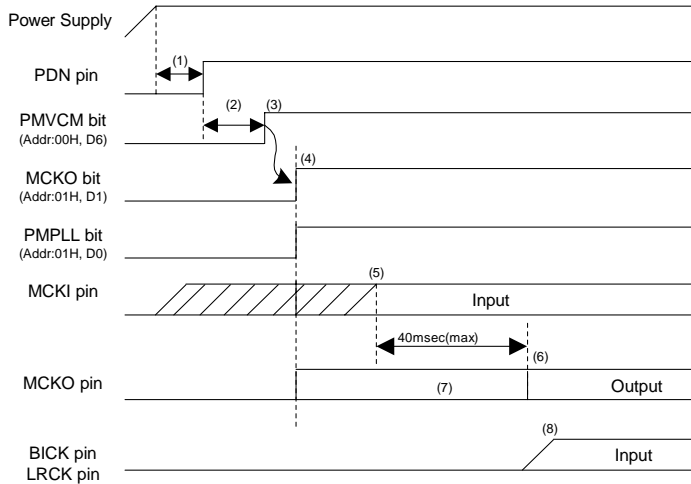 Power Supply
(1)
PDN pin
(2)
(3)
PMVCM bit
(Addr:00H, D6)
(4)
MCKO bit
(Addr:01H, D1)
PMPLL bit
(Addr:01H, D0)
(5)
MCKI pin
Input
40msec(max)
(6)
MCKO pin
(7)
Output
(8)
BICK pin
LRCK pin
Input